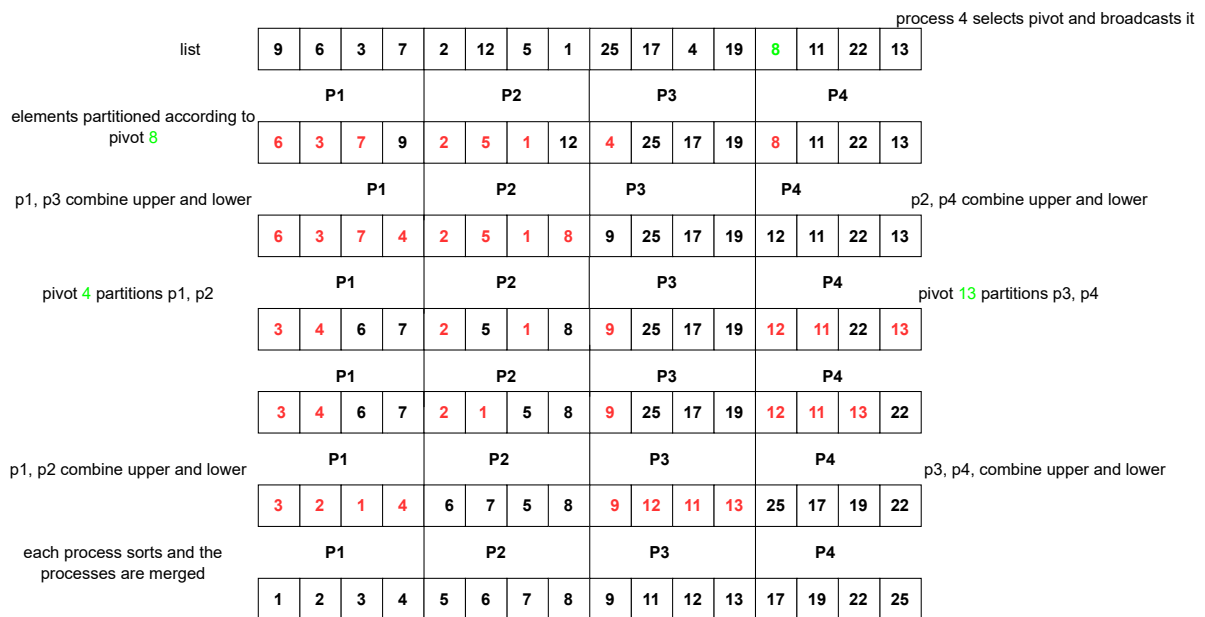 process 4 selects pivot and broadcasts it
list 9 6 3 7 2 12 5 1 25 17 4 19 8 11 22 13
P1 P2 P3 P4
elements partitioned according to
pivot 8
6 3 7 9 2 5 1 12 4 25 17 19 8 11 22 13
P1 P2 P3 P4
p1, p3 combine upper and lower
p2, p4 combine upper and lower
6 3 7 4 2 5 1 8 9 25 17 19 12 11 22 13
P1 P2 P3 P4
pivot 4 partitions p1, p2
pivot 13 partitions p3, p4
3 4 6 7 2 5 1 8 9 25 17 19 12 11 22 13
P1 P2 P3 P4
3 4 6 7 2 1 5 8 9 25 17 19 12 11 13 22
P1 P2 P3 P4
p1, p2 combine upper and lower
p3, p4, combine upper and lower
3 2 1 4 6 7 5 8 9 12 11 13 25 17 19 22
P1 P2 P3 P4
each process sorts and the
processes are merged
1 2 3 4 5 6 7 8 9 11 12 13 17 19 22 25